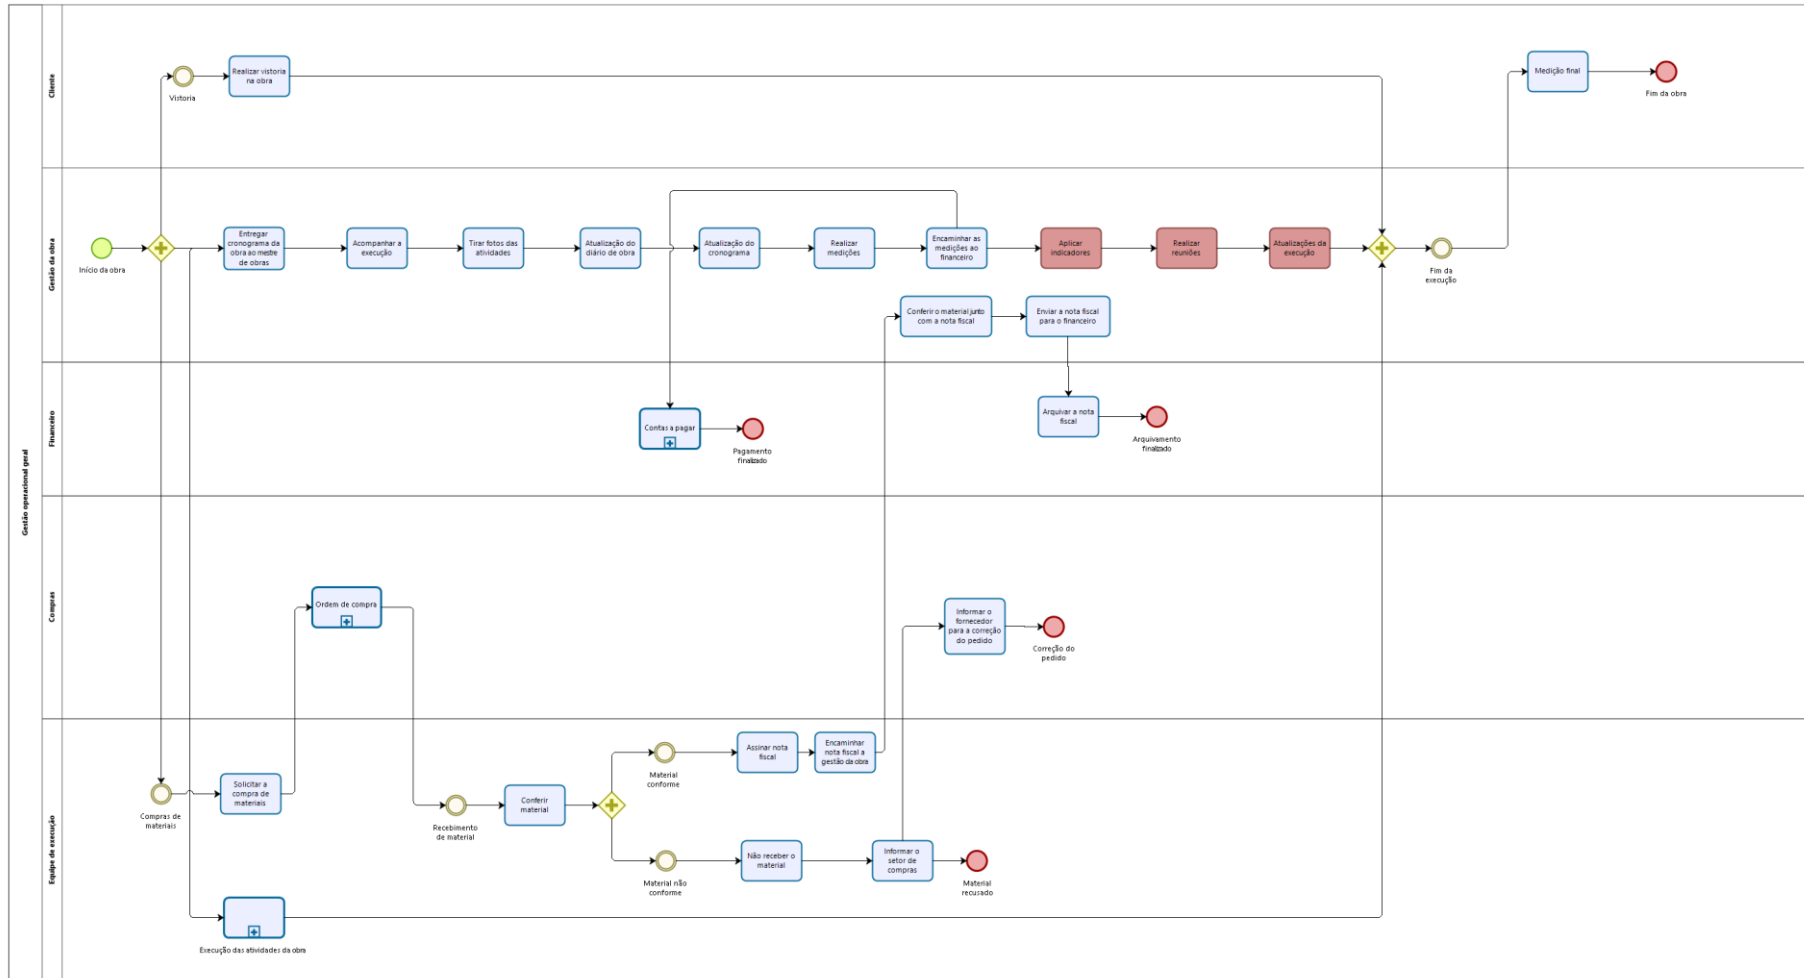 Gestão operacional geral
Cliente
Vistoria
Realizar vistoria
na obra
Medição final
Fim da obra
Gestão da obra
Início da obra
Entregar
cronograma da
obra ao mestre
de obras
Acompanhar a
execução
Tirar fotos das
atividades
Atualização do
diário de obra
Atualização do
cronograma
Realizar
medições
Encaminhar as
medições ao
financeiro
Aplicar
indicadores
Realizar
reuniões
Atualizações da
execução
Fim da
execução
Conferir o material junto
com a nota fiscal
Enviar a nota fiscal
para o financeiro
Financeiro
Contas a pagar
Pagamento
finalizado
Arquivar a nota
fiscal
Arquivamento
finalizado
Compras
Ordem de compra
Informar o
fornecedor
para a correção
do pedido
Correção do
pedido
Equipe de execução
Compras de
materiais
Solicitar a
compra de
materiais
Recebimento
de material
Conferir
material
Material
conforme
Assinar nota
fiscal
Encaminhar
nota fiscal a
gestão da obra
Material não
conforme
Não receber o
material
Informar o
setor de
compras
Material
recusado
Execução das atividades da obra